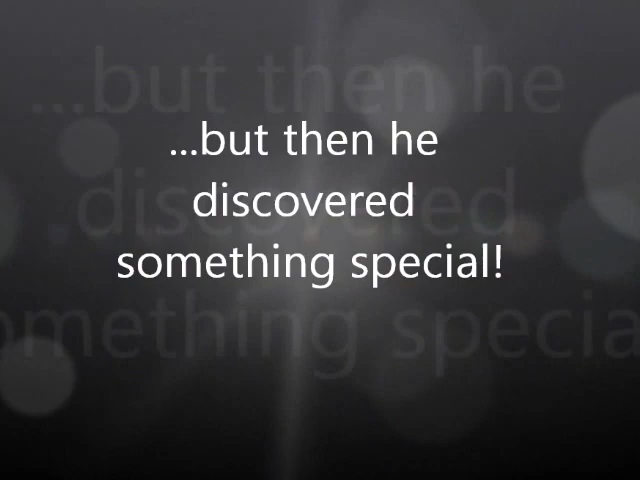 ...but then he
discovered
something special!